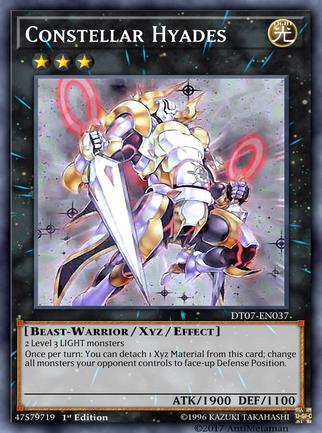 CONSTELLAR HYADES
LIGHT
光
DT07-EN037
[BEAST-WARRIOR / XYZ / EFFECT]
2 Level 3 LIGHT monsters
Once per turn: You can detach 1 Xyz Material from this card; change
all monsters your opponent controls to face-up Defense Position.
ATK/1900 DEF/1100
47579719 1st Edition ©1996 KAZUKI TAKAHASHI
©2017 AntiMetaman